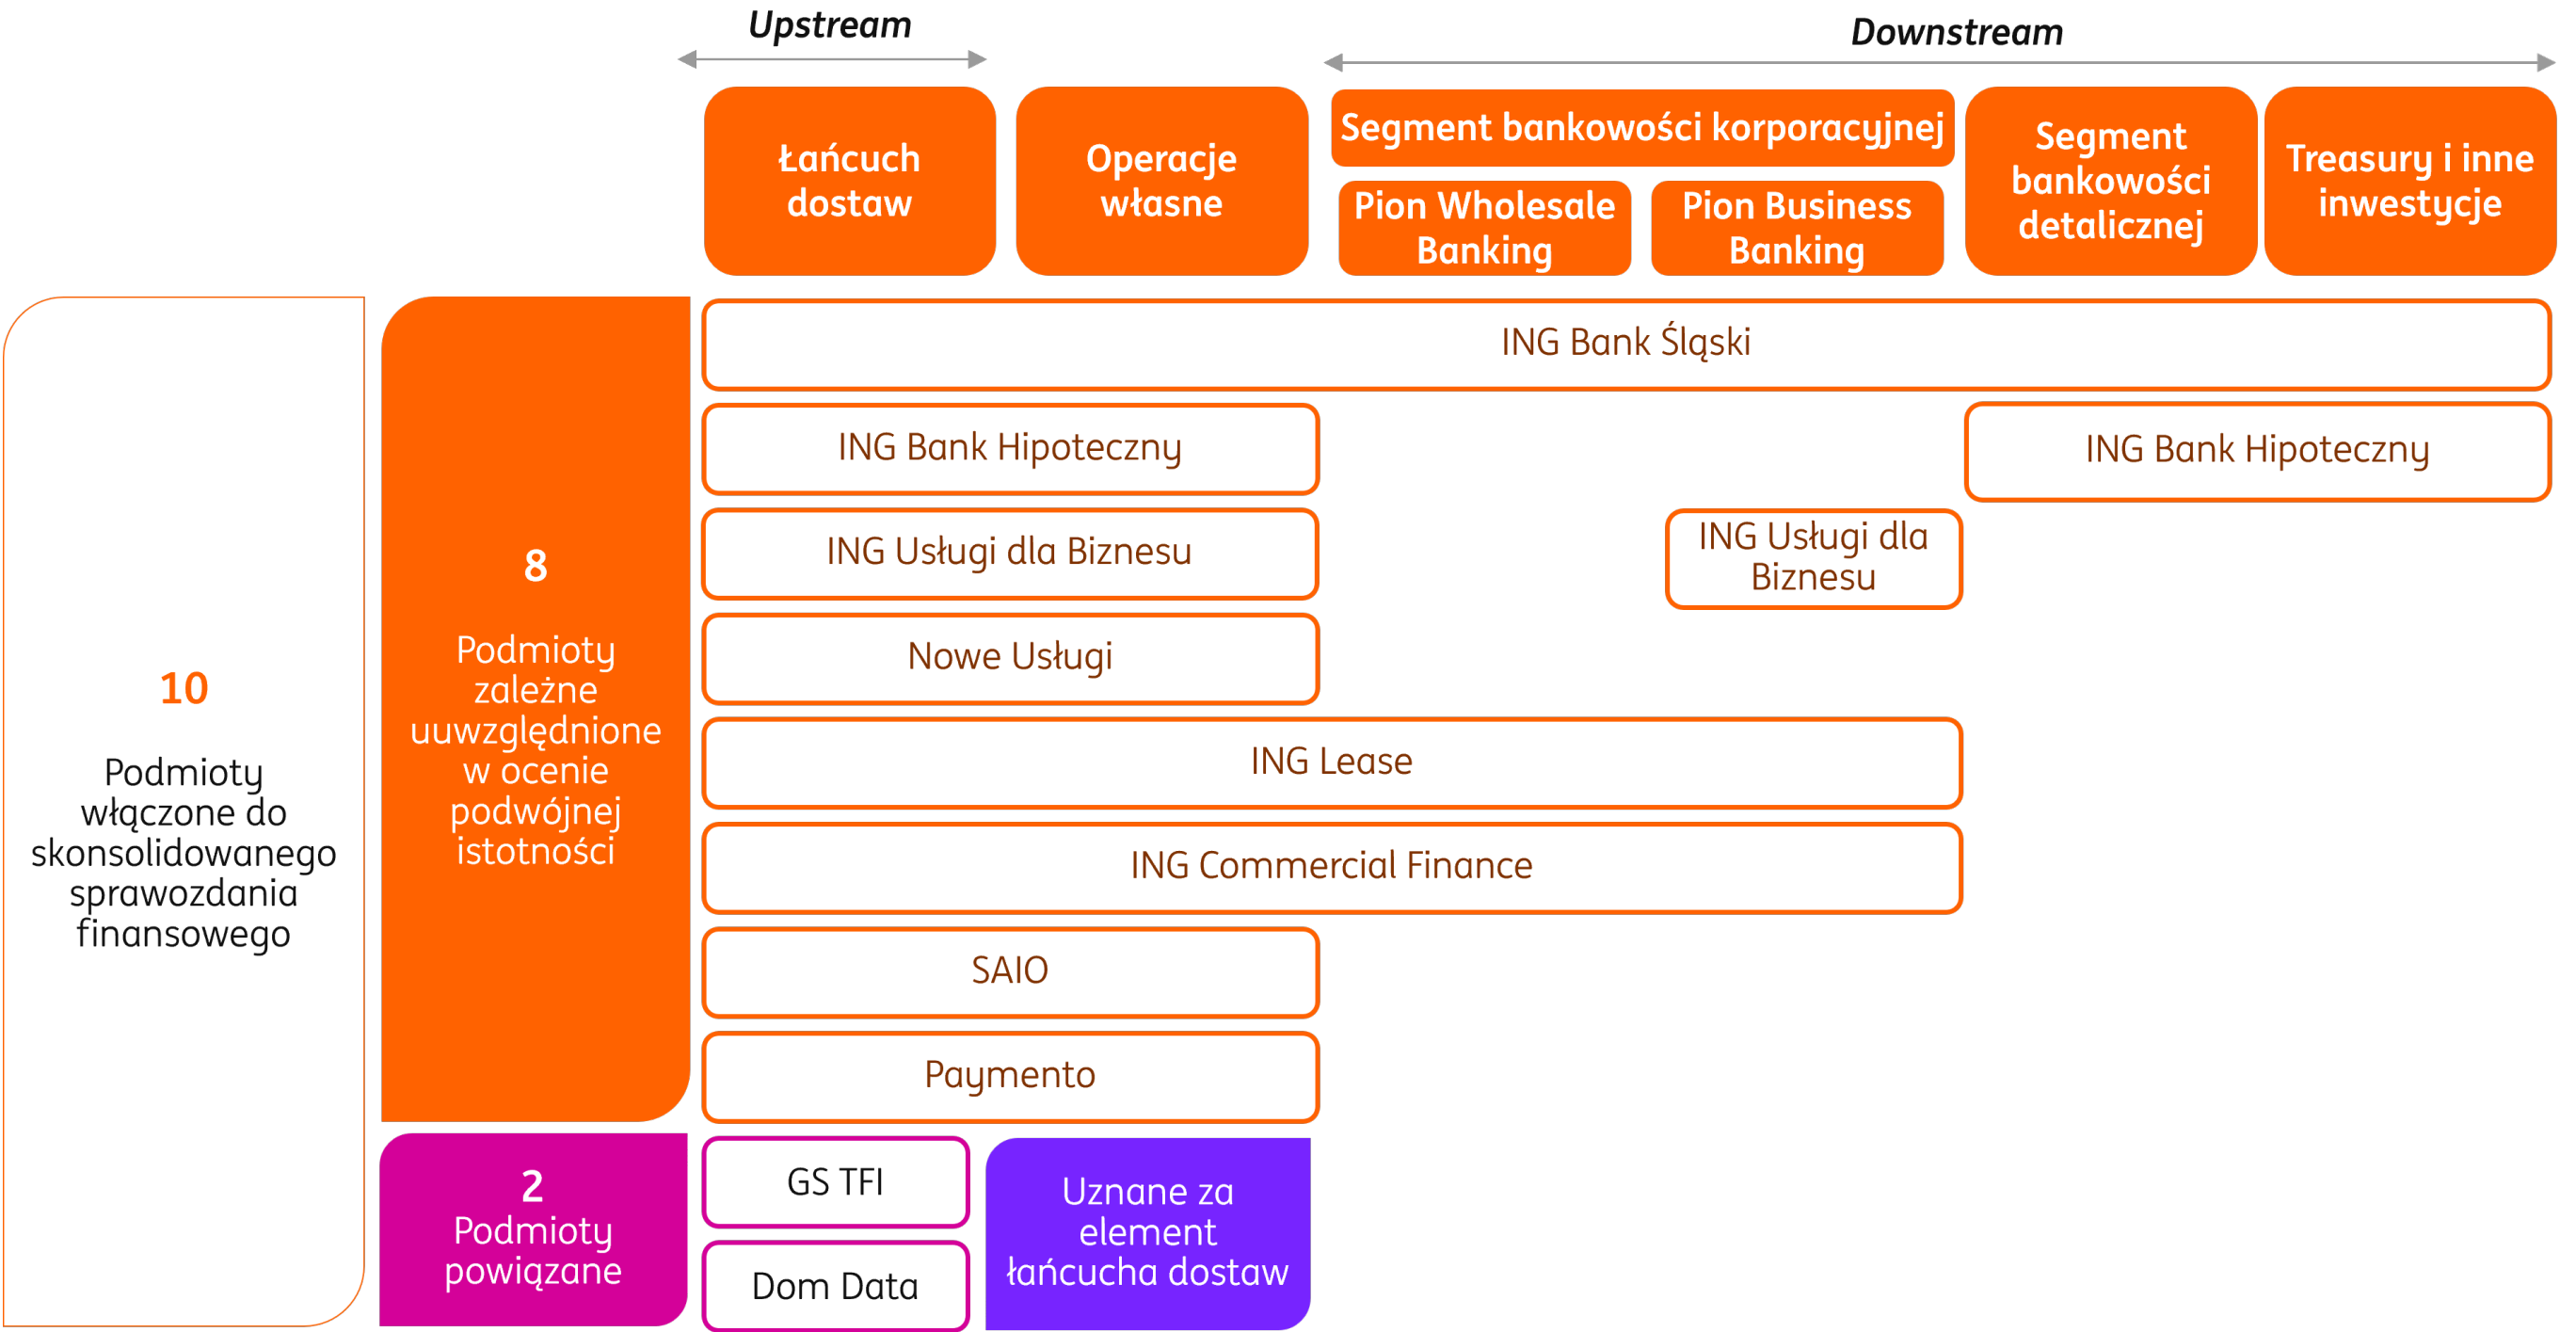 Upstream
Downstream
Łańcuch
dostaw
Operacje
własne
Segment bankowości korporacyjnej
Pion Wholesale
Banking
Pion Business
Banking
Segment
bankowości
detalicznej
Treasury i inne
inwestycje
10
Podmioty
włączone do
skonsolidowanego
sprawozdania
finansowego
8
Podmioty
zależne
uuwzględnione
w ocenie
podwójnej
istotności
ING Bank Śląski
ING Bank Hipoteczny
ING Bank Hipoteczny
ING Usługi dla Biznesu
ING Usługi dla
Biznesu
Nowe Usługi
ING Lease
ING Commercial Finance
SAIO
Paymento
2
Podmioty
powiązane
GS TFI
Dom Data
Uznane za
element
łańcucha dostaw